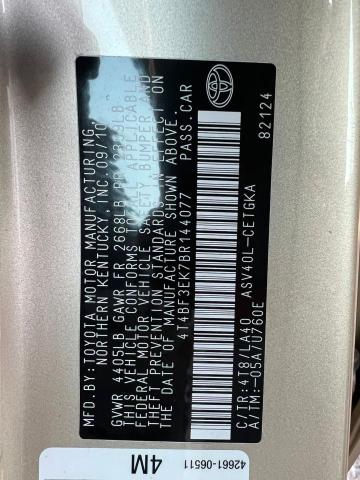 MFD.BY:TOYOTA MOTOR MANUFACTURING,
NORTHERN KENTUCKY, INC.09/10
GVWR 4405LB GAWR FR 2668LB RR
THIS VEHICLE CONFORMS TO ALL APPLICABLE
FEDERAL MOTOR VEHICLE SAFETY, BUMPER AND
THEFT PREVENTION STANDARDS IN EFFECT ON
THE DATE OF MANUFACTURE SHOWN ABOVE.
4T4BF3EK7BR144077 PASS.CAR
C/TR:4T8/LA40 ASV40L-CETGKA
A/TM:-05A/U760E 82124
42661-06511
4M